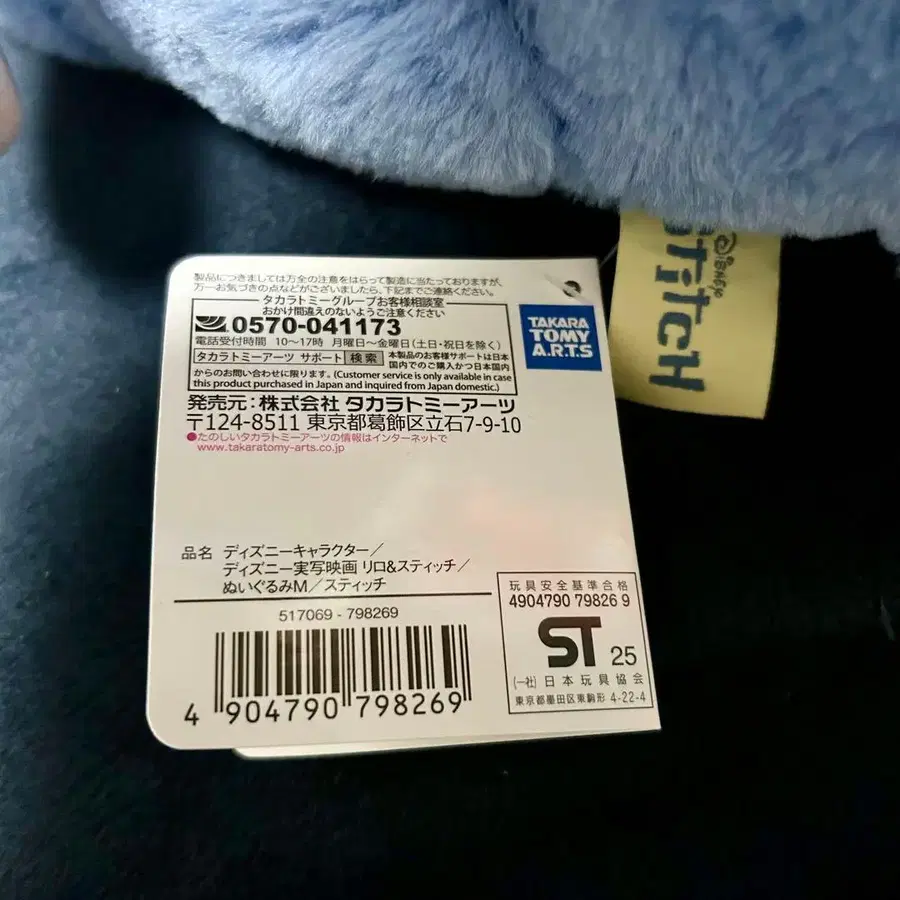 製品につきましては万全の注意をはらって製造に当たっておりますが、
万一お気づきの点などがございましたら、下記までご連絡ください。
タカラトミーグループお客様相談室
おかけ間違えのないようご注意ください
0570-041173
電話受付時間 10〜17時 月曜日〜金曜日(土日・祝日を除く)
タカラトミーアーツ サポート 検索 本製品のお客様サポートは日本
国内でのご購入かつ日本国内
からのお問い合わせに限ります。(Customer service is only available in case
this product purchased in Japan and inquired from Japan domestic.)
発売元:株式会社 タカラトミーアーツ
〒124-8511 東京都葛飾区立石7-9-10
●たのしいタカラトミーアーツの情報はインターネットで
www.takaratomy-arts.co.jp
TAKARA
TOMY
A.R.T.S
Disney
Stitch
品名 ディズニーキャラクター/
ディズニー実写映画 リロ&スティッチ/
ぬいぐるみM/スティッチ
517069 - 798269
4 904790 798269
玩具安全基準合格
4904790 79826 9
ST 25
(一社)日本玩具協会
東京都墨田区東駒形 4-22-4